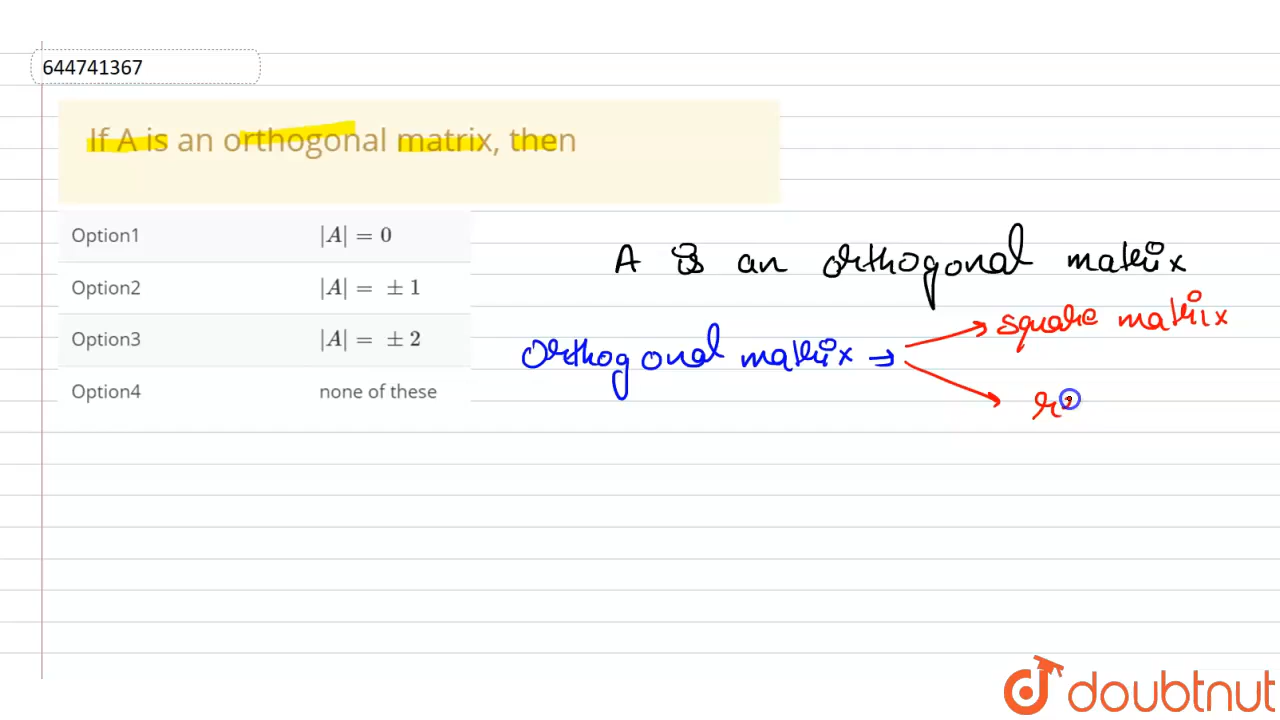 644741367
If A is an orthogonal matrix, then
Option1 |A| = 0
Option2 |A| = ±1
Option3 |A| = ±2
Option4 none of these
A is an orthogonal matrix
Orthogonal matrix → square matrix
doubtnut